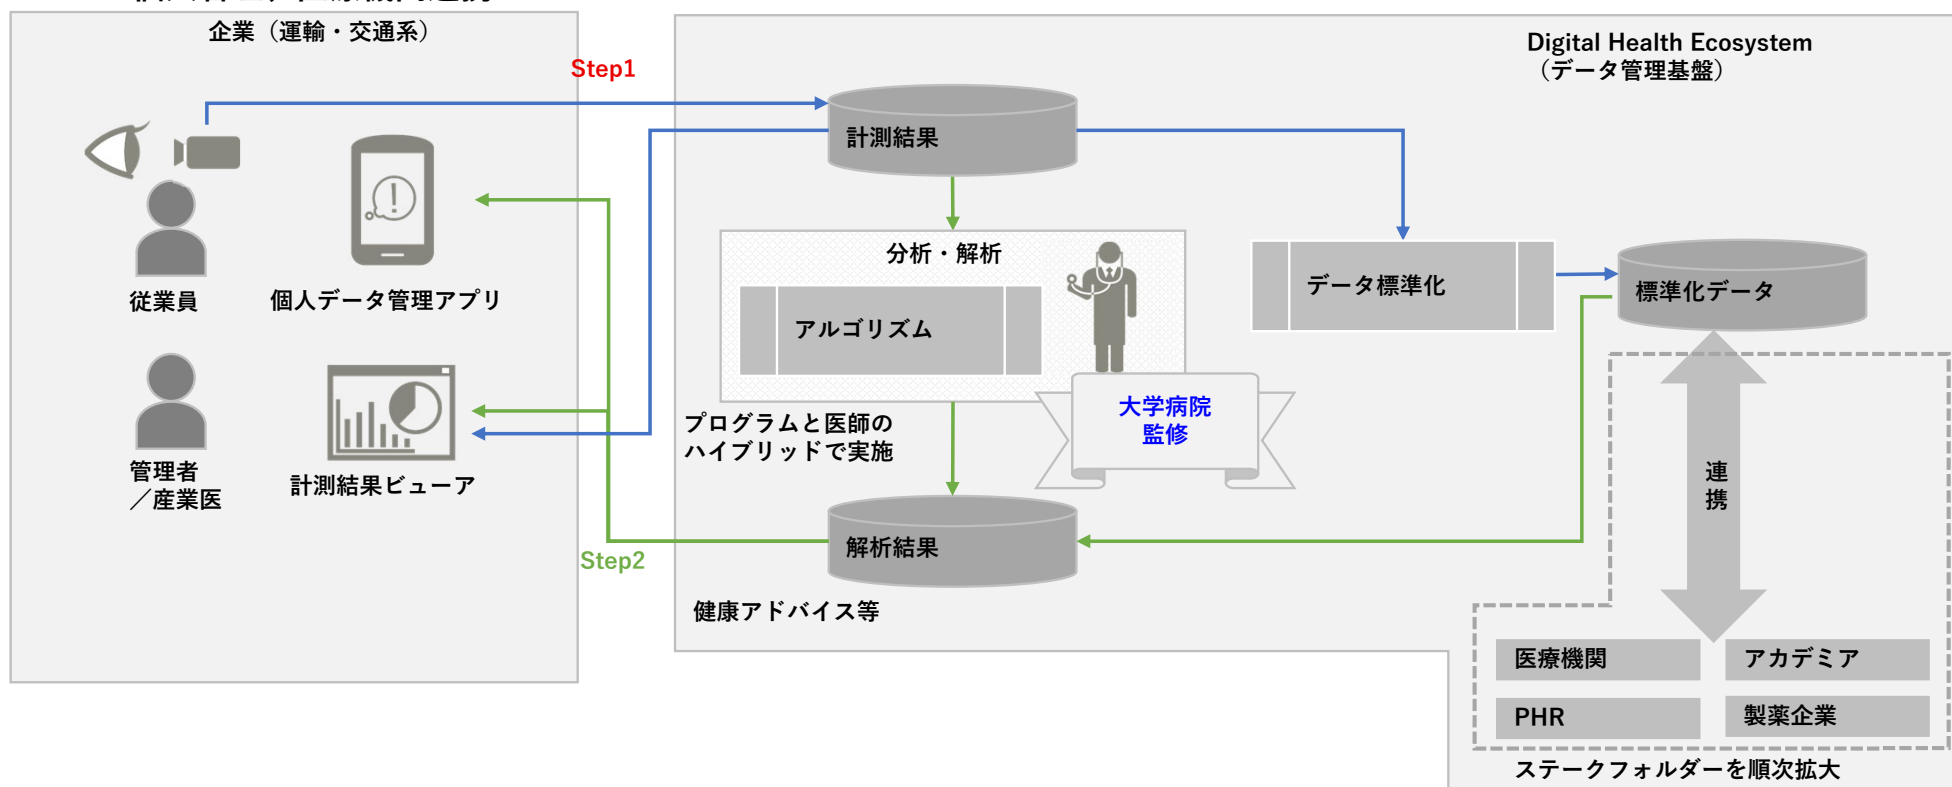 企業（運輸・交通系）
Step1
Digital Health Ecosystem
（データ管理基盤）
計測結果
従業員
個人データ管理アプリ
分析・解析
アルゴリズム
データ標準化
標準化データ
大学病院
監修
プログラムと医師の
ハイブリッドで実施
管理者
／産業医
計測結果ビューア
連
携
Step2
解析結果
健康アドバイス等
医療機関
アカデミア
PHR
製薬企業
ステークフォルダーを順次拡大